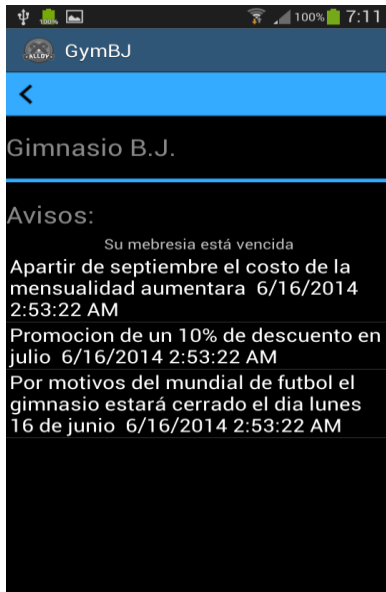 100% 7:11
ALLOY GymBJ
Gimnasio B.J.
Avisos:
Su mebresia está vencida
Apartir de septiembre el costo de la
mensualidad aumentara 6/16/2014
2:53:22 AM
Promocion de un 10% de descuento en
julio 6/16/2014 2:53:22 AM
Por motivos del mundial de futbol el
gimnasio estará cerrado el dia lunes
16 de junio 6/16/2014 2:53:22 AM